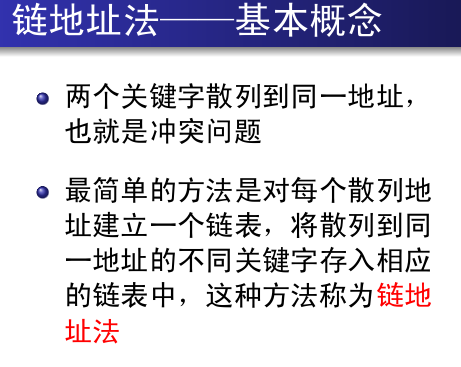 链地址法——基本概念
两个关键字散列到同一地址，
也就是冲突问题
最简单的方法是对每个散列地
址建立一个链表，将散列到同
一地址的不同关键字存入相应
的链表中，这种方法称为链地
址法